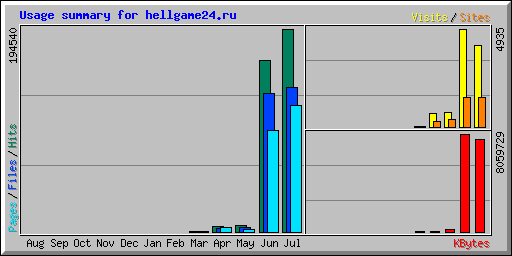 Usage summary for hellgame24.ru
Visits/Sites
194540
4935
Pages/Files/Hits
8059729
Aug Sep Oct Nov Dec Jan Feb Mar Apr May Jun Jul
KBytes